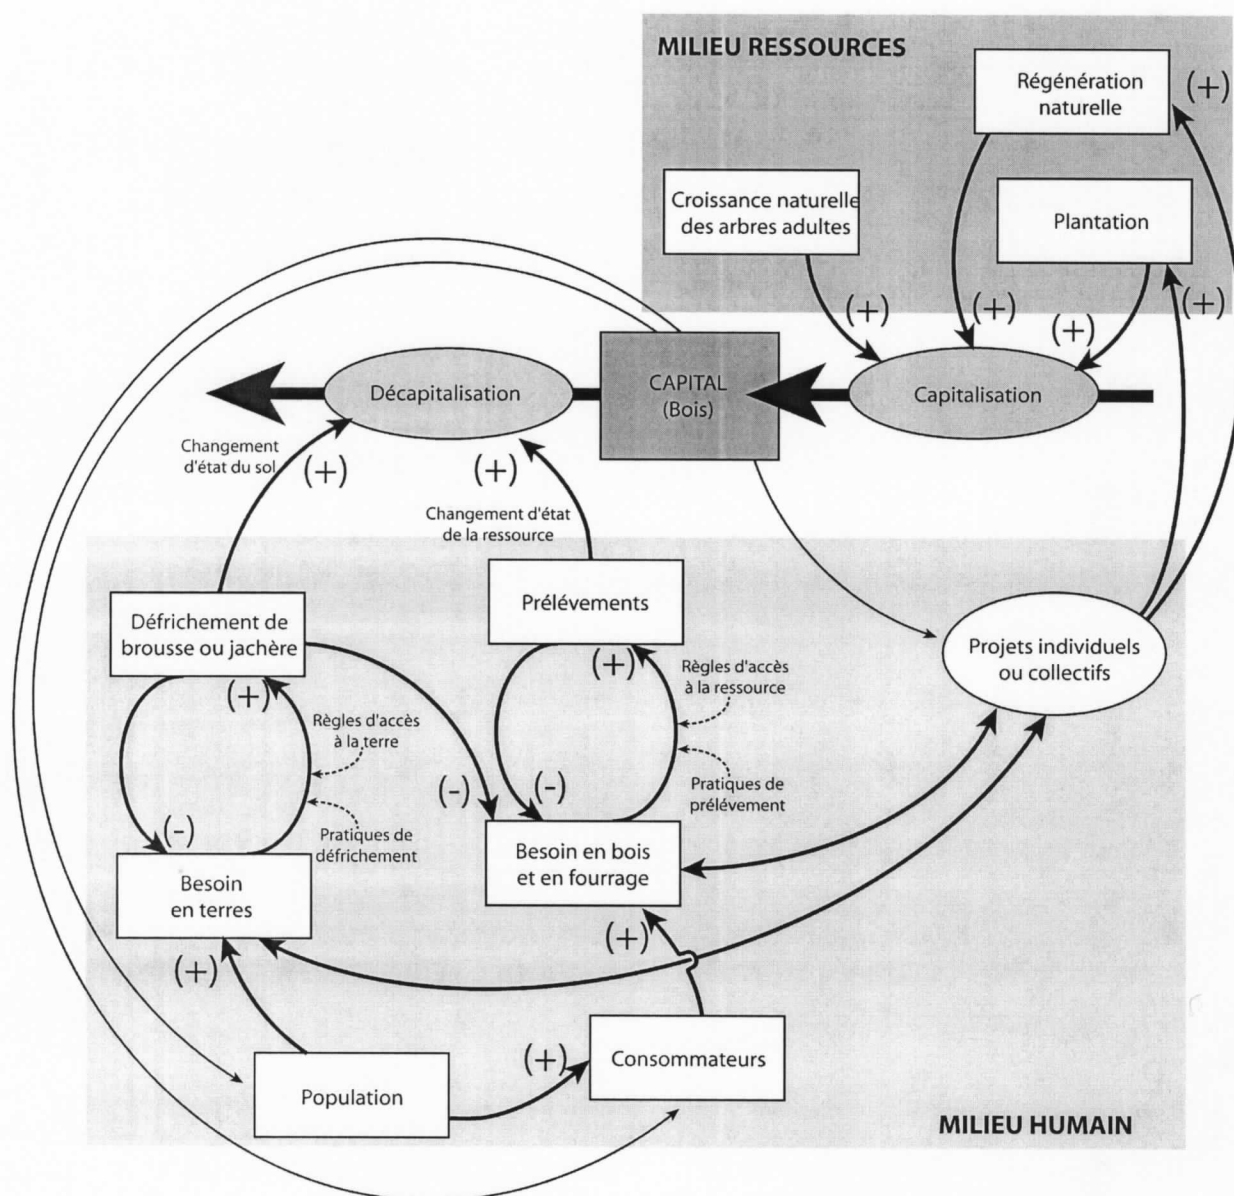 MILIEU RESSOURCES
Régénération
naturelle
(+)
Croissance naturelle
des arbres adultes
Plantation
(+)
(+)
(+)
(+)
Décapitalisation
CAPITAL
(Bois)
Capitalisation
Changement
d'état du sol
(+)
(+)
Changement d'état
de la ressource
Défrichement de
brousse ou jachère
Prélévements
Projets individuels
ou collectifs
(+)
(+)
Règles d'accès
à la terre
Règles d'accès
à la ressource
(-)
(-)
(-)
Pratiques de
défrichement
Pratiques de
prélévement
Besoin
en terres
Besoin en bois
et en fourrage
(+)
(+)
Population
(+)
Consommateurs
MILIEU HUMAIN